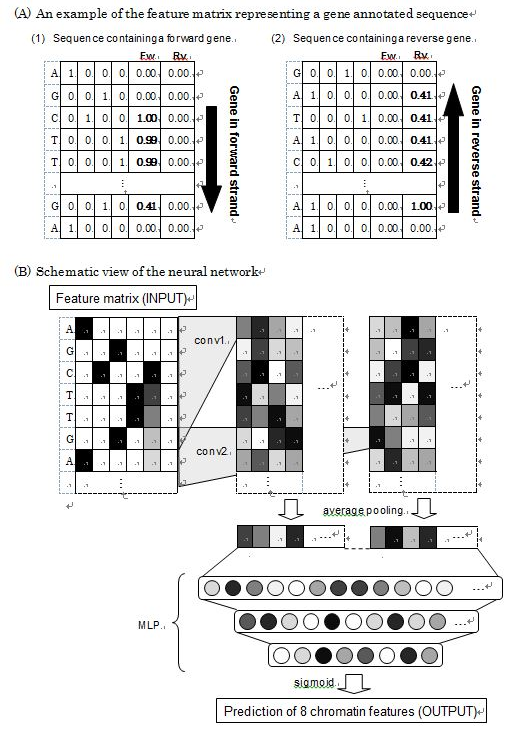 (A) An example of the feature matrix representing a gene annotated sequence
(1) Sequence containing a forward gene.
(2) Sequence containing a reverse gene.
Fw. Rv.
A 1. 0. 0. 0. 0.00. 0.00.
G 0. 0. 1. 0. 0.00. 0.00.
C 0. 1. 0. 0. 1.00. 0.00.
T. 0. 0. 0. 1. 0.99. 0.00.
T. 0. 0. 0. 1. 0.99. 0.00.
⋮
G 0. 0. 1. 0. 0.41. 0.00.
A 1. 0. 0. 0. 0.00. 0.00.
Gene in forward strand
Fw. Rv.
G 0. 0. 1. 0. 0.00. 0.00.
A 1. 0. 0. 0. 0.00. 0.41.
T. 0. 0. 0. 1. 0.00. 0.41.
A 1. 0. 0. 0. 0.00. 0.41.
C 0. 1. 0. 0. 0.00. 0.42.
⋮
A 1. 0. 0. 0. 0.00. 1.00.
A 1. 0. 0. 0. 0.00. 0.00.
Gene in reverse strand
(B) Schematic view of the neural network
Feature matrix (INPUT)
A
G
C
T
T
G
A
⋮
conv1.
conv2.
...
...
average pooling.
...
...
MLP.
...
...
sigmoid.
Prediction of 8 chromatin features (OUTPUT)